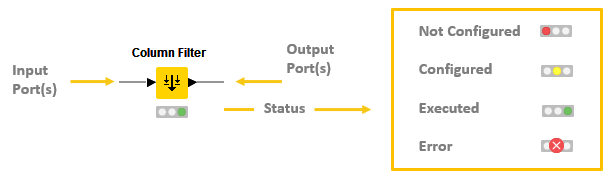 Column Filter
Input
Port(s)
Output
Port(s)
Status
Not Configured
Configured
Executed
Error